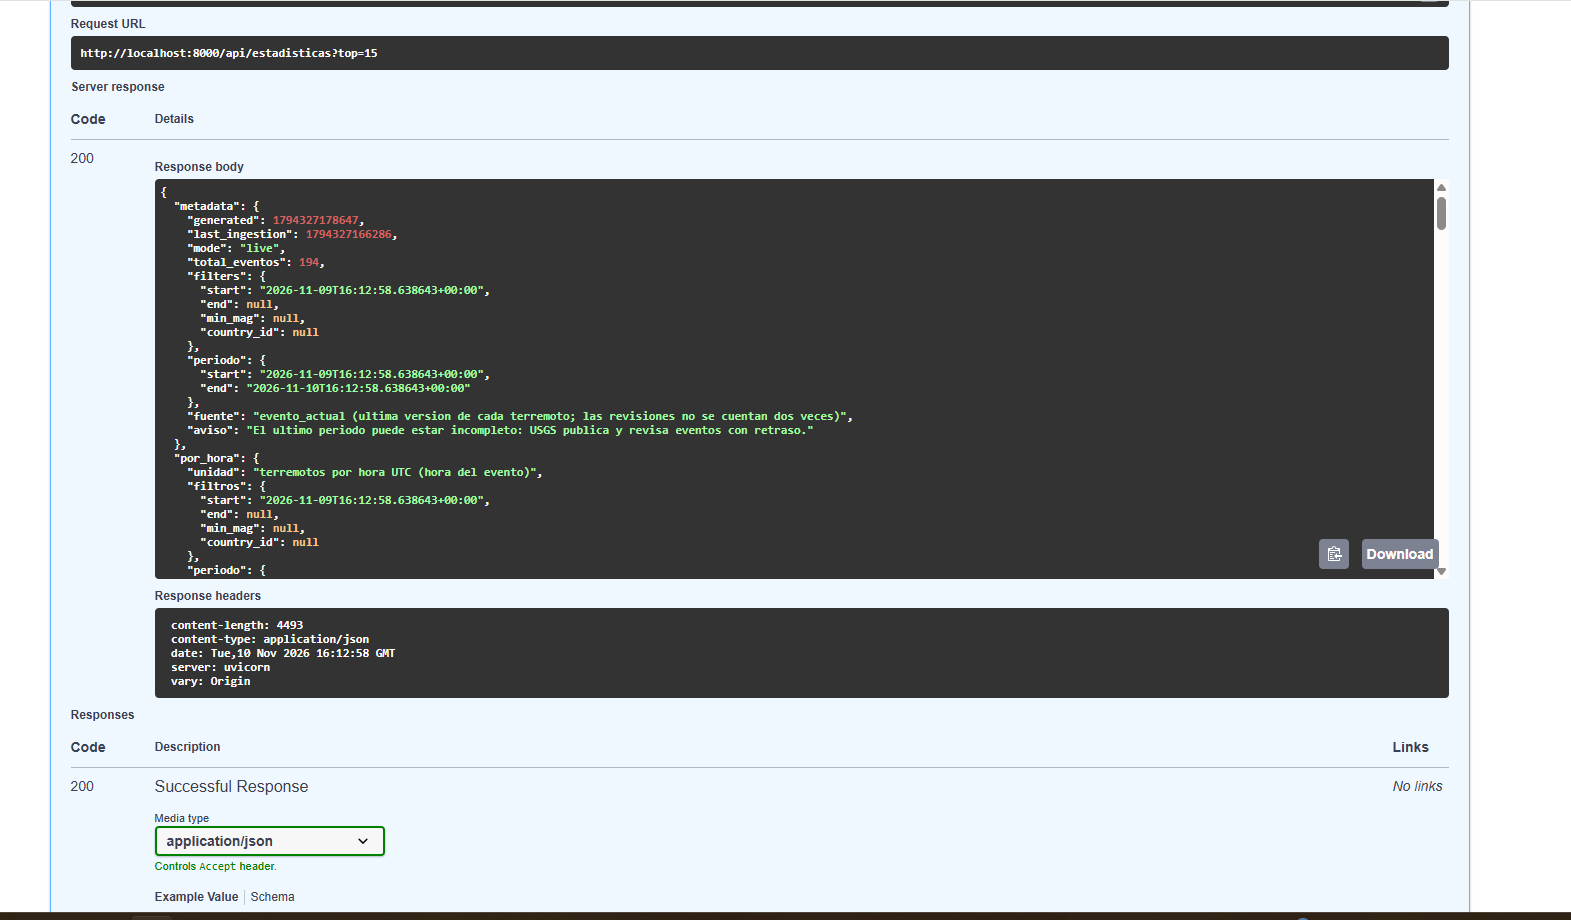 Request URL
http://localhost:8000/api/estadisticas?top=15
Server response
Code Details
200
Response body
{
  "metadata": {
    "generated": 1794327178647,
    "last_ingestion": 1794327166286,
    "mode": "live",
    "total_eventos": 194,
    "filters": {
      "start": "2026-11-09T16:12:58.638643+00:00",
      "end": null,
      "min_mag": null,
      "country_id": null
    },
    "periodo": {
      "start": "2026-11-09T16:12:58.638643+00:00",
      "end": "2026-11-10T16:12:58.638643+00:00"
    },
    "fuente": "evento_actual (ultima version de cada terremoto; las revisiones no se cuentan dos veces)",
    "aviso": "El ultimo periodo puede estar incompleto: USGS publica y revisa eventos con retraso."
  },
  "por_hora": {
    "unidad": "terremotos por hora UTC (hora del evento)",
    "filtros": {
      "start": "2026-11-09T16:12:58.638643+00:00",
      "end": null,
      "min_mag": null,
      "country_id": null
    },
    "periodo": {
Download
Response headers
content-length: 4493
content-type: application/json
date: Tue,10 Nov 2026 16:12:58 GMT
server: uvicorn
vary: Origin
Responses
Code Description Links
200 Successful Response No links
Media type
application/json
Controls Accept header.
Example Value Schema